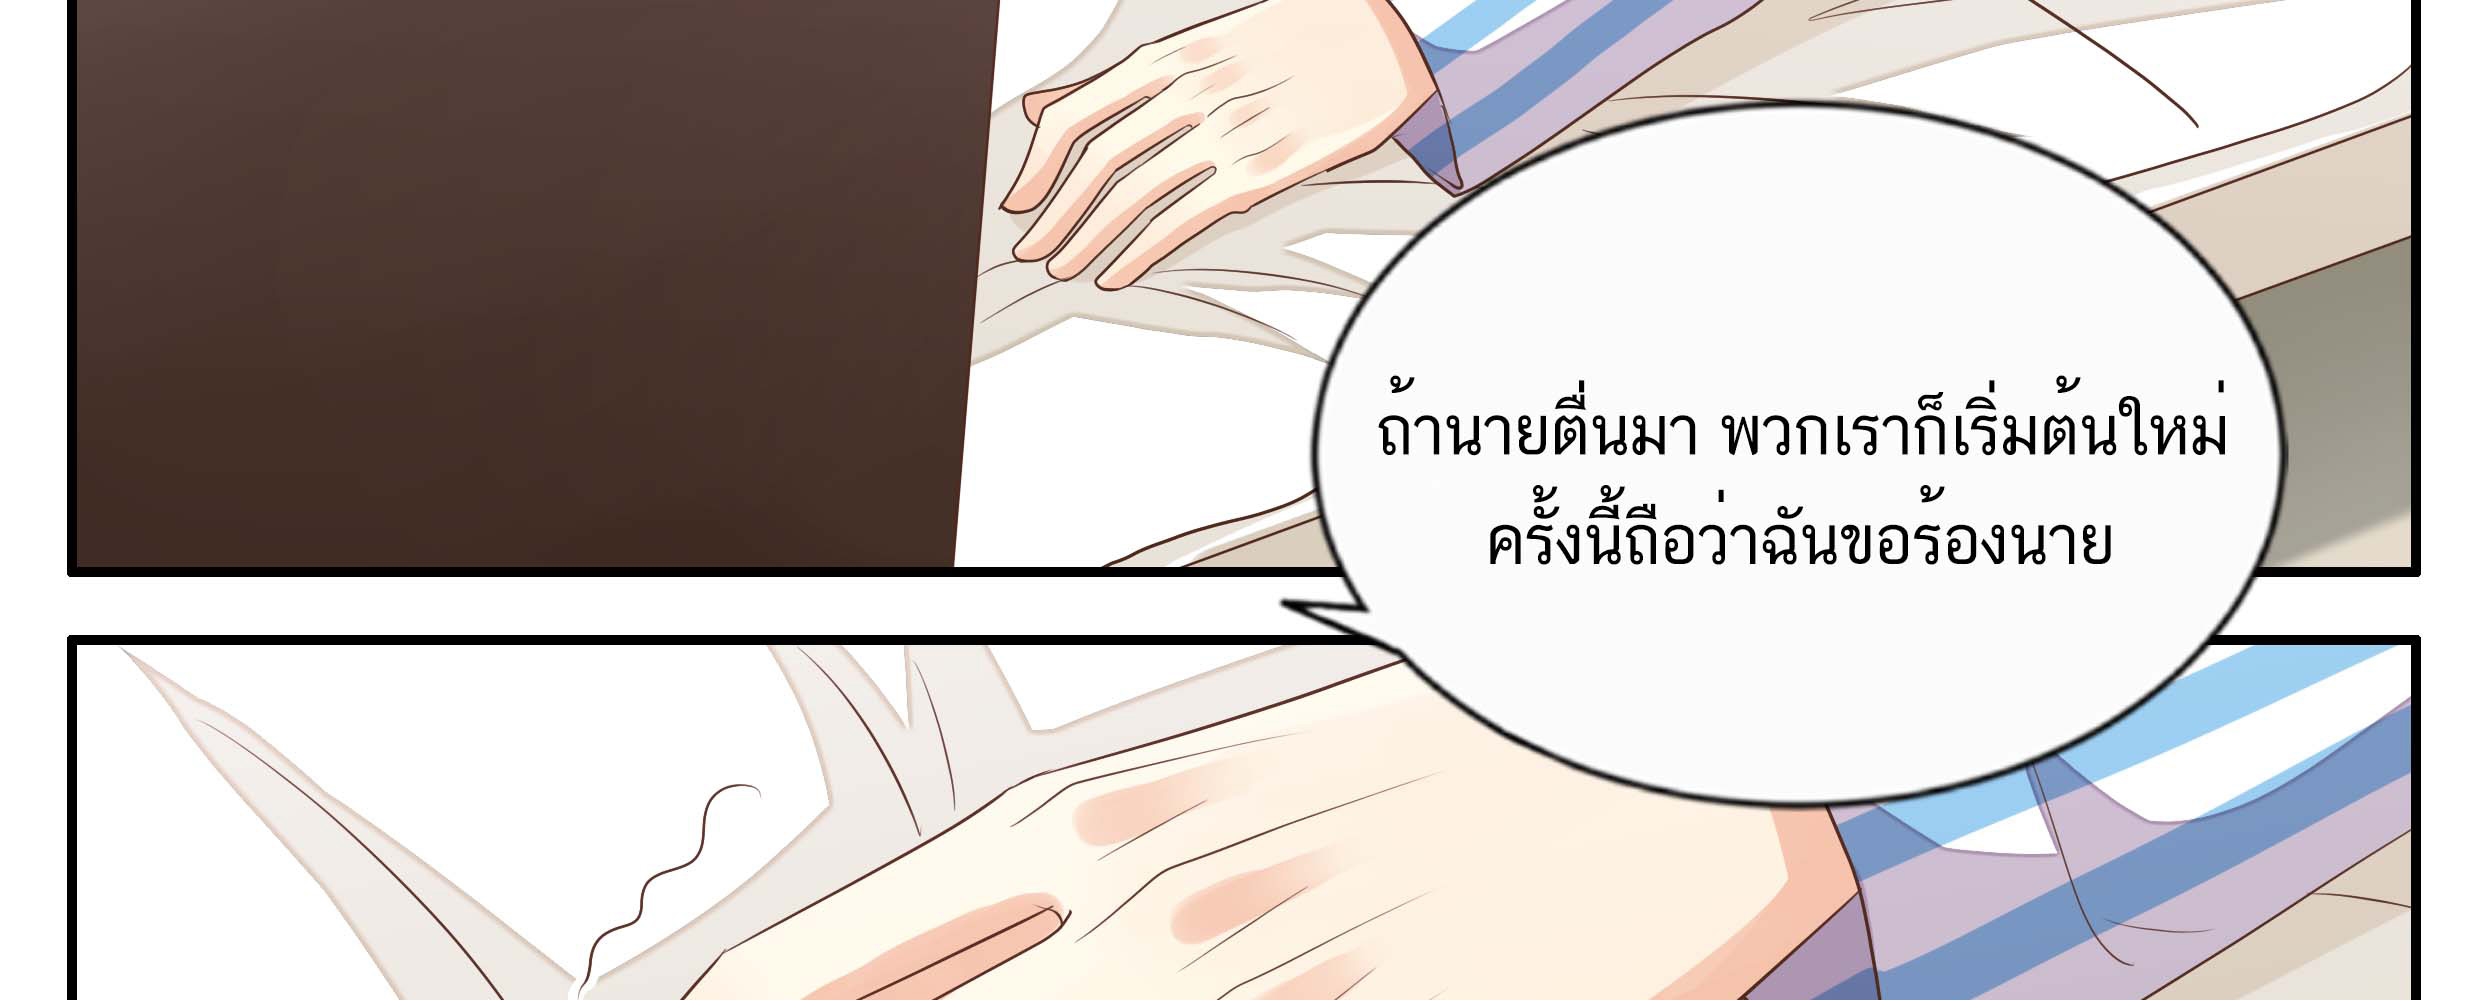 ถ้านายตื่นมา พวกเราก็เริ่มต้นใหม่
ครั้งนี้ถือว่าฉันขอร้องนาย